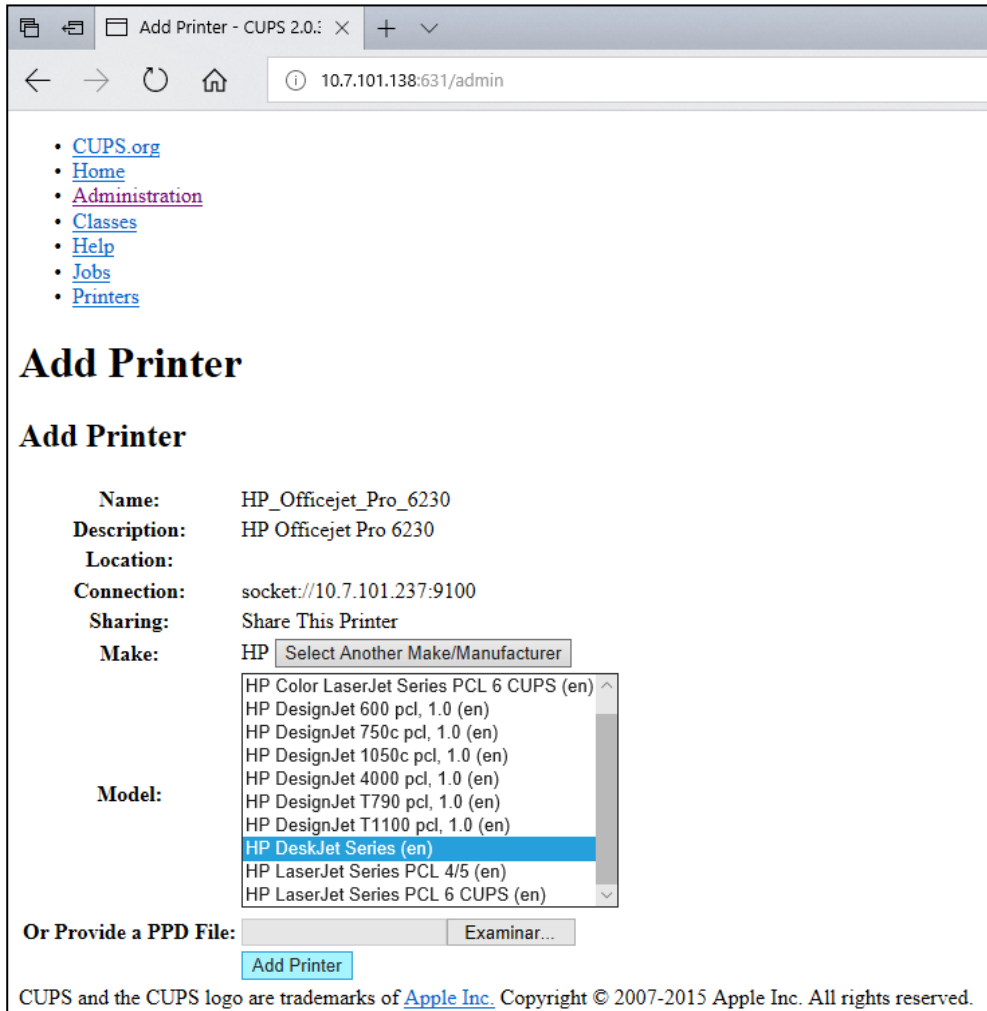 Add Printer - CUPS 2.0.:
10.7.101.138:631/admin
CUPS.org
Home
Administration
Classes
Help
Jobs
Printers
Add Printer
Add Printer
Name: HP_Officejet_Pro_6230
Description: HP Officejet Pro 6230
Location:
Connection: socket://10.7.101.237:9100
Sharing: Share This Printer
Make: HP Select Another Make/Manufacturer
HP Color LaserJet Series PCL 6 CUPS (en)
HP DesignJet 600 pcl, 1.0 (en)
HP DesignJet 750c pcl, 1.0 (en)
HP DesignJet 1050c pcl, 1.0 (en)
HP DesignJet 4000 pcl, 1.0 (en)
Model: HP DesignJet T790 pcl, 1.0 (en)
HP DesignJet T1100 pcl, 1.0 (en)
HP DeskJet Series (en)
HP LaserJet Series PCL 4/5 (en)
HP LaserJet Series PCL 6 CUPS (en)
Or Provide a PPD File: Examinar...
Add Printer
CUPS and the CUPS logo are trademarks of Apple Inc. Copyright © 2007-2015 Apple Inc. All rights reserved.